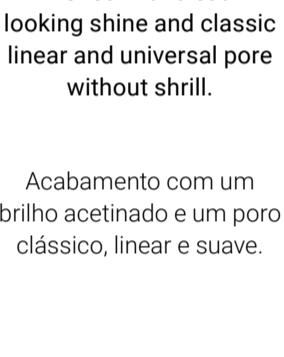 looking shine and classic
linear and universal pore
without shrill.
Acabamento com um
brilho acetinado e um poro
clássico, linear e suave.